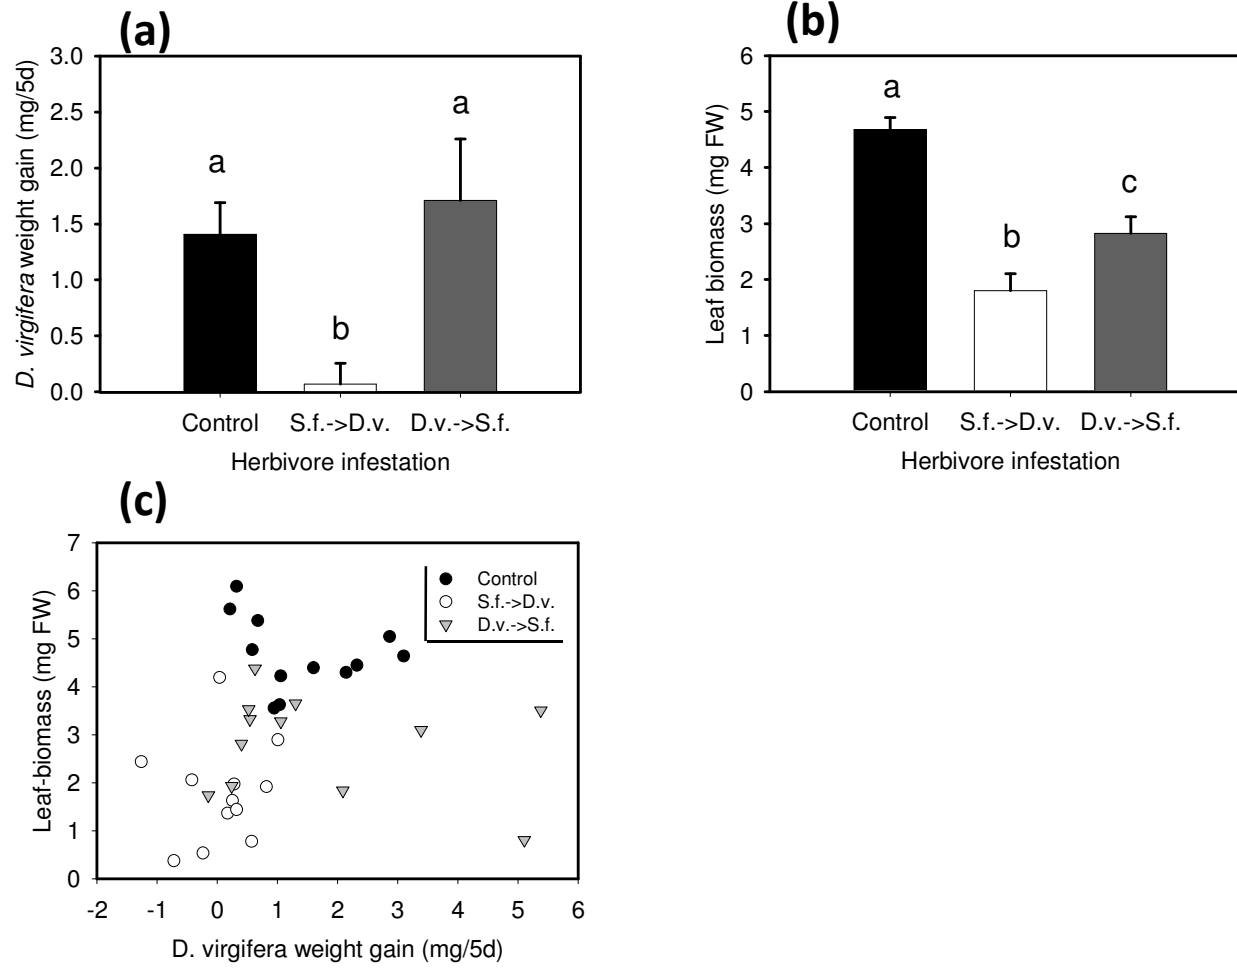 (a)
3.0
2.5
2.0
1.5
1.0
0.5
0.0
D. virgifera weight gain (mg/5d)
a
b
a
Control S.f.->D.v. D.v.->S.f.
Herbivore infestation
(b)
6
5
4
3
2
1
0
Leaf biomass (mg FW)
a
b
c
Control S.f.->D.v. D.v.->S.f.
Herbivore infestation
(c)
7
6
5
4
3
2
1
0
Leaf-biomass (mg FW)
Control
S.f.->D.v.
D.v.->S.f.
-2 -1 0 1 2 3 4 5 6
D. virgifera weight gain (mg/5d)